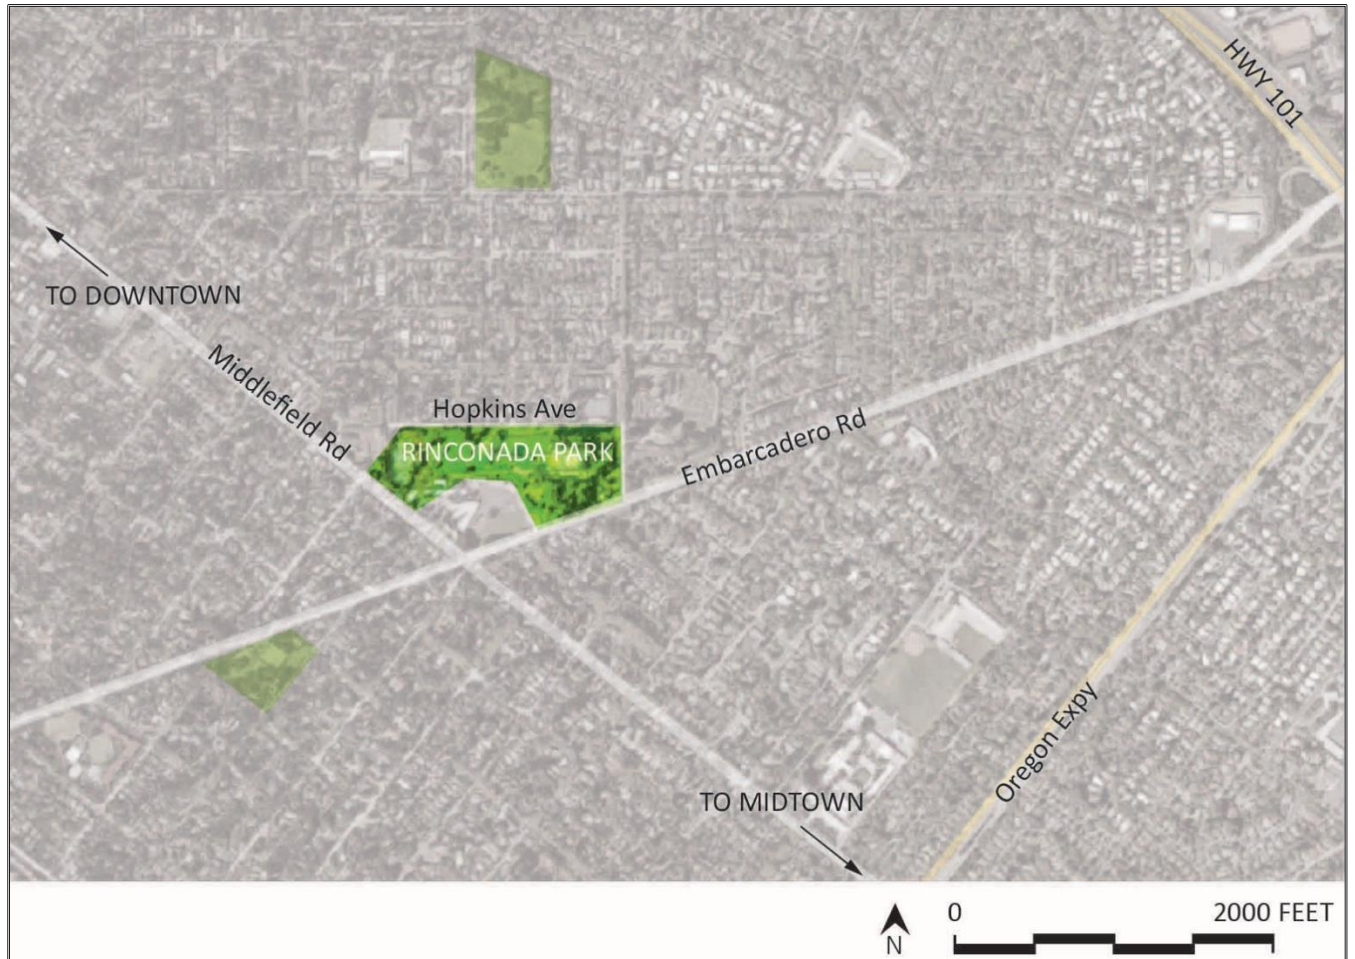 HWY 101
TO DOWNTOWN
Middlefield Rd
Hopkins Ave
RINCONADA PARK
Embarcadero Rd
Oregon Expy
TO MIDTOWN
N
0
2000 FEET